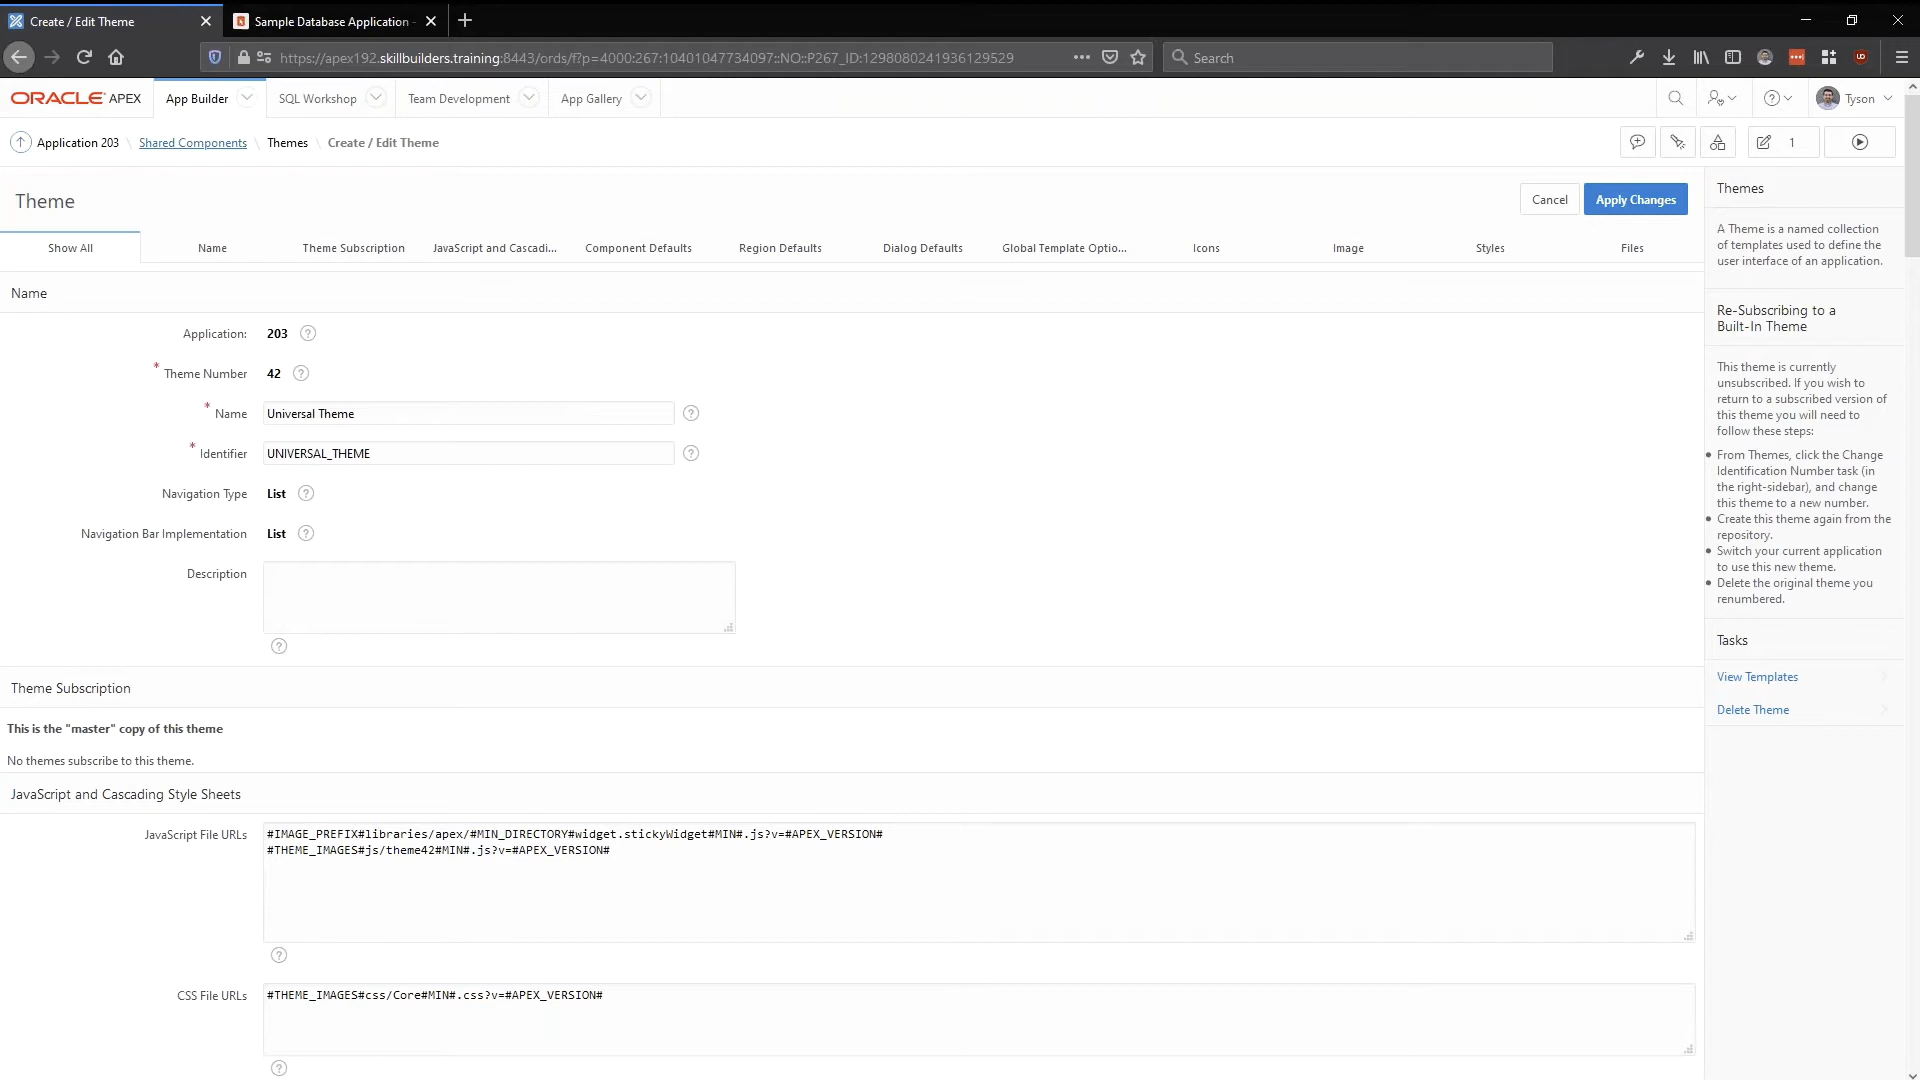 Create / Edit Theme
Sample Database Application -
https://apex192.skillbuilders.training:8443/ords/f?p=4000:267:10401047734097::NO::P267_ID:1298080241936129529
Search
ORACLE APEX
App Builder
SQL Workshop
Team Development
App Gallery
Tyson
Application 203 \ Shared Components \ Themes \ Create / Edit Theme
1
Theme
Cancel
Apply Changes
Show All
Name
Theme Subscription
JavaScript and Cascadi...
Component Defaults
Region Defaults
Dialog Defaults
Global Template Optio...
Icons
Image
Styles
Files
Name
Application: 203
* Theme Number 42
* Name Universal Theme
* Identifier UNIVERSAL_THEME
Navigation Type List
Navigation Bar Implementation List
Description
Theme Subscription
This is the "master" copy of this theme
No themes subscribe to this theme.
JavaScript and Cascading Style Sheets
JavaScript File URLs
#IMAGE_PREFIX#libraries/apex/#MIN_DIRECTORY#widget.stickyWidget#MIN#.js?v=#APEX_VERSION#
#THEME_IMAGES#js/theme42#MIN#.js?v=#APEX_VERSION#
CSS File URLs
#THEME_IMAGES#css/Core#MIN#.css?v=#APEX_VERSION#
Themes
A Theme is a named collection
of templates used to define the
user interface of an application.
Re-Subscribing to a
Built-In Theme
This theme is currently
unsubscribed. If you wish to
return to a subscribed version of
this theme you will need to
follow these steps:
• From Themes, click the Change
Identification Number task (in
the right-sidebar), and change
this theme to a new number.
• Create this theme again from the
repository.
• Switch your current application
to use this new theme.
• Delete the original theme you
renumbered.
Tasks
View Templates
Delete Theme